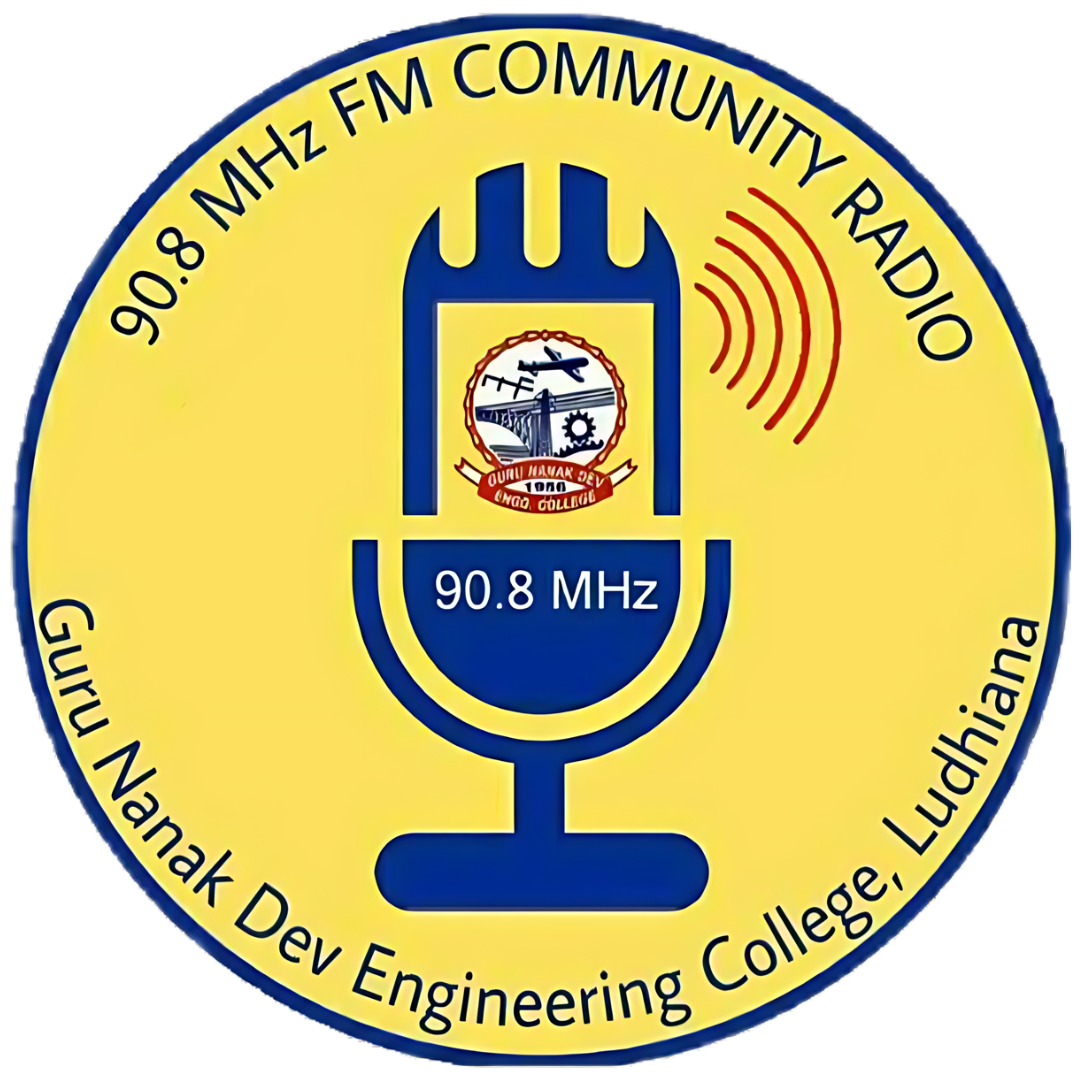 90.8 MHz FM COMMUNITY RADIO
GURU NANAK DEV
1956
ENGG. COLLEGE
90.8 MHz
Guru Nanak Dev Engineering College, Ludhiana